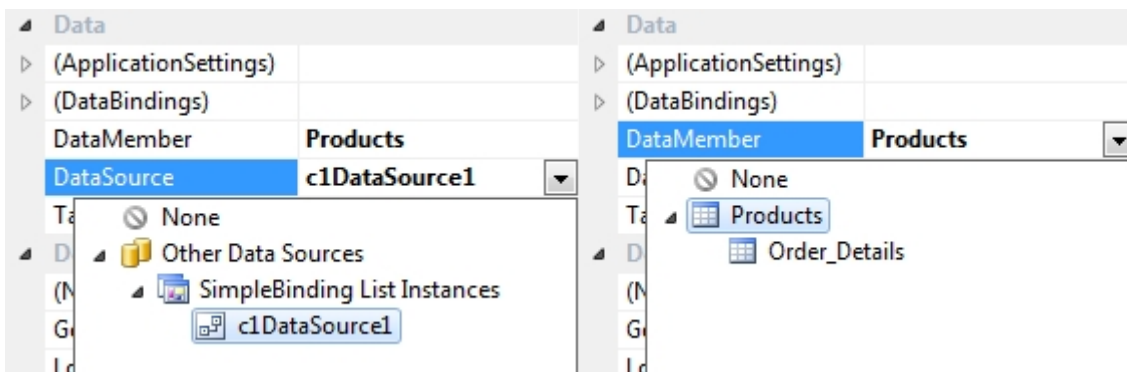 Data
(ApplicationSettings)
(DataBindings)
DataMember Products
DataSource c1DataSource1
None
Other Data Sources
SimpleBinding List Instances
c1DataSource1
Data
(ApplicationSettings)
(DataBindings)
DataMember Products
None
Products
Order_Details